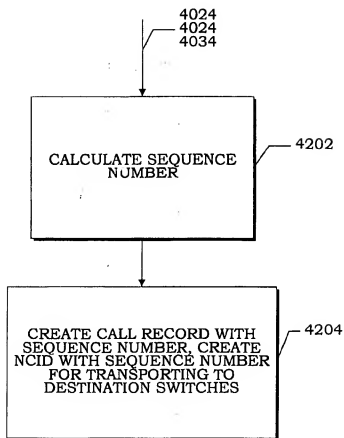 4024
4024
4034
CALCULATE SEQUENCE
NUMBER
4202
CREATE CALL RECORD WITH
SEQUENCE NUMBER, CREATE
NCID WITH SEQUENCE NUMBER
FOR TRANSPORTING TO
DESTINATION SWITCHES
4204